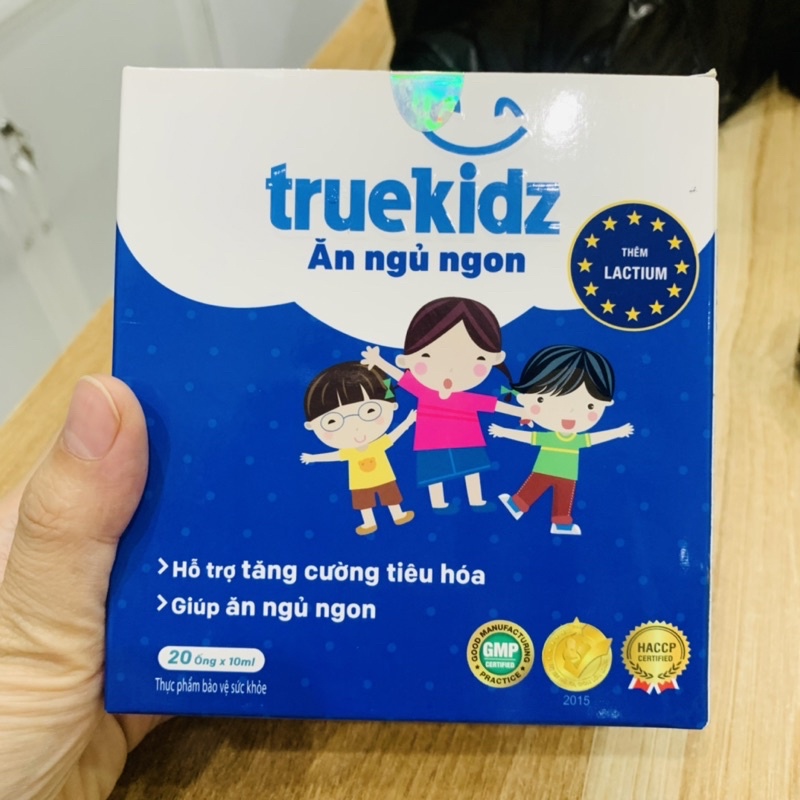 truekidz
Ăn ngủ ngon
THÊM
LACTIUM
Hỗ trợ tăng cường tiêu hóa
Giúp ăn ngủ ngon
20 ống x 10ml
Thực phẩm bảo vệ sức khỏe
GOOD MANUFACTURING
GMP
CERTIFIED
PRACTICE
2015
HACCP
CERTIFIED